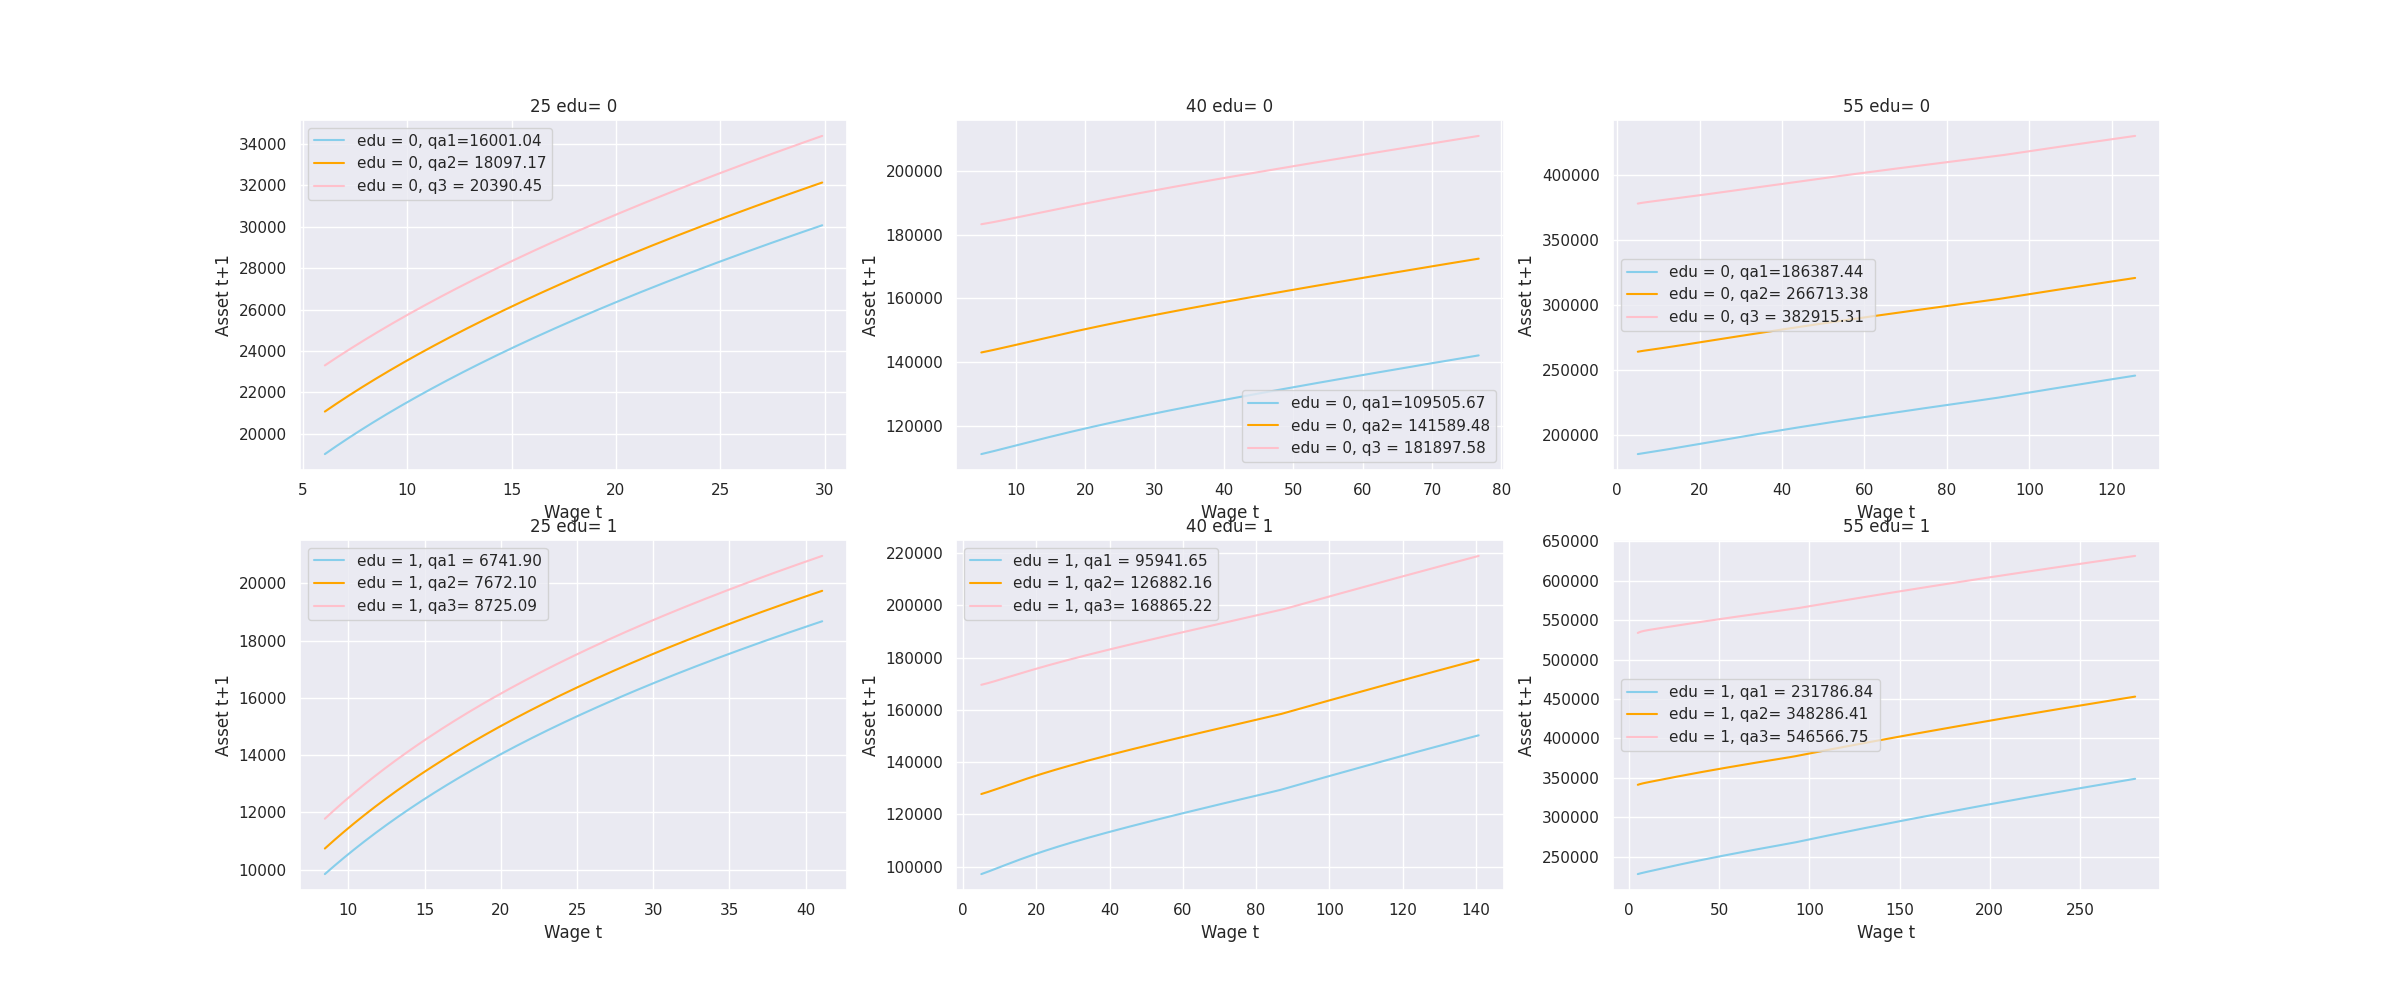 25 edu= 0
40 edu= 0
55 edu= 0
34000
32000
30000
28000
26000
24000
22000
20000
Asset t+1
edu = 0, qa1=16001.04
edu = 0, qa2= 18097.17
edu = 0, q3 = 20390.45
5 10 15 20 25 30
Wage t
200000
180000
160000
140000
120000
Asset t+1
edu = 0, qa1=109505.67
edu = 0, qa2= 141589.48
edu = 0, q3 = 181897.58
10 20 30 40 50 60 70 80
Wage t
400000
350000
300000
250000
200000
Asset t+1
edu = 0, qa1=186387.44
edu = 0, qa2= 266713.38
edu = 0, q3 = 382915.31
0 20 40 60 80 100 120
Wage t
25 edu= 1
40 edu= 1
55 edu= 1
20000
18000
16000
14000
12000
10000
Asset t+1
edu = 1, qa1 = 6741.90
edu = 1, qa2= 7672.10
edu = 1, qa3= 8725.09
10 15 20 25 30 35 40
Wage t
220000
200000
180000
160000
140000
120000
100000
Asset t+1
edu = 1, qa1 = 95941.65
edu = 1, qa2= 126882.16
edu = 1, qa3= 168865.22
0 20 40 60 80 100 120 140
Wage t
650000
600000
550000
500000
450000
400000
350000
300000
250000
Asset t+1
edu = 1, qa1 = 231786.84
edu = 1, qa2= 348286.41
edu = 1, qa3= 546566.75
0 50 100 150 200 250
Wage t